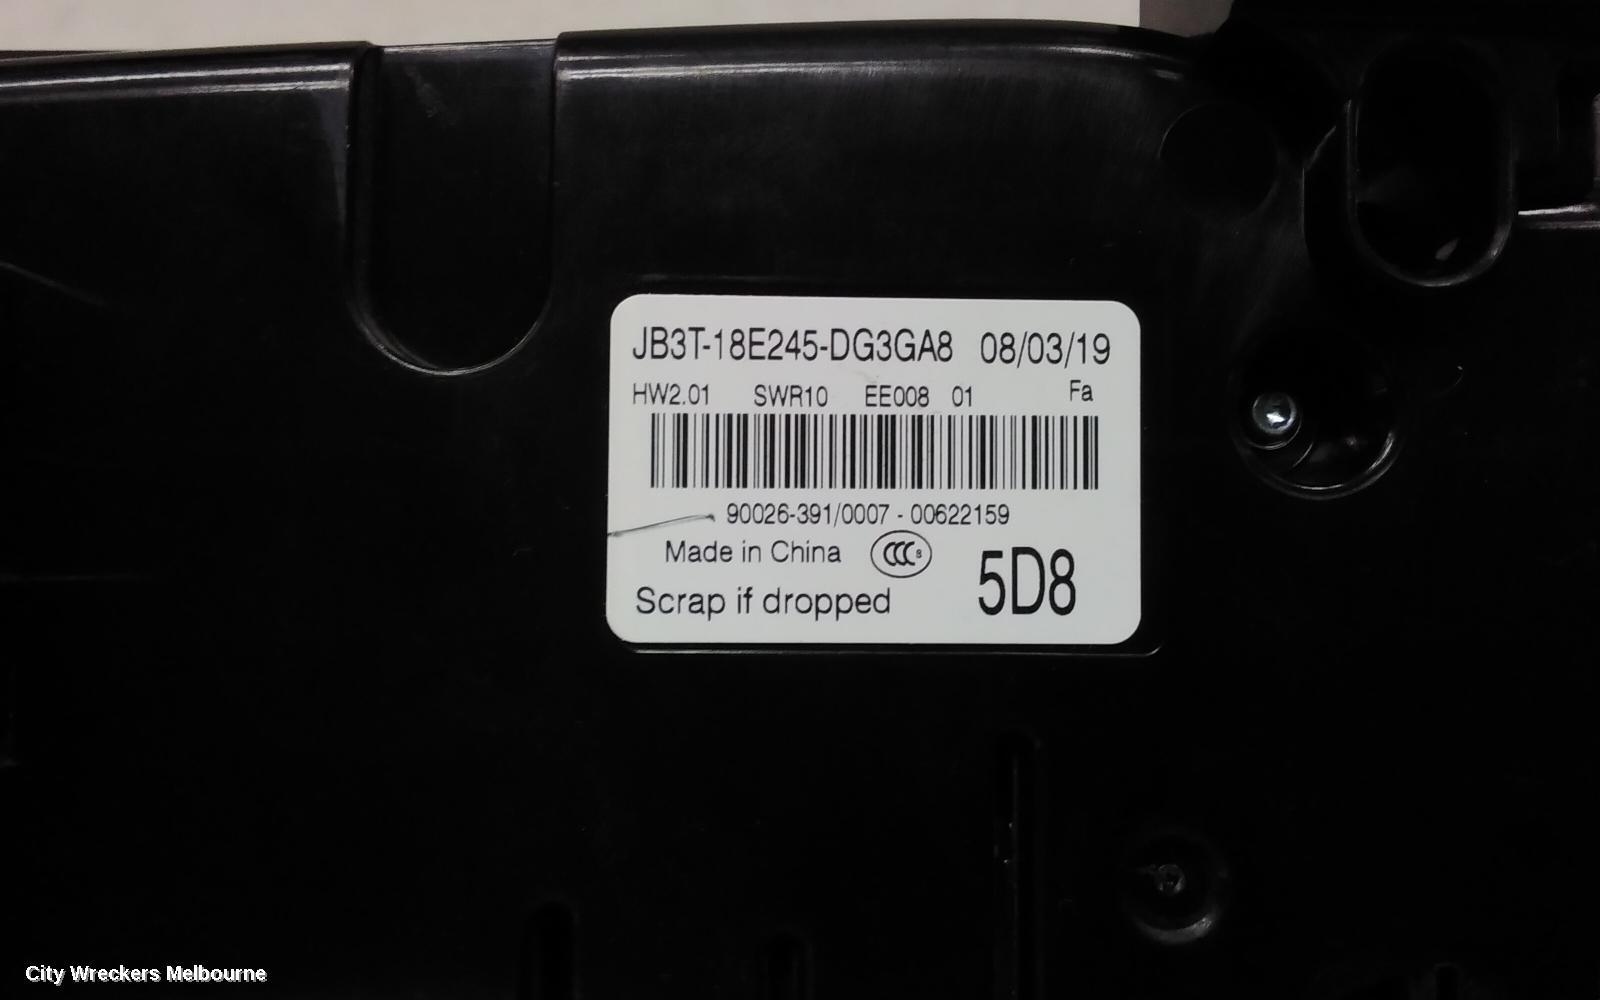 JB3T-18E245-DG3GA8 08/03/19
HW2.01 SWR10 EE008 01 Fa
90026-391/0007 - 00622159
Made in China CCC S
Scrap if dropped 5D8
City Wreckers Melbourne